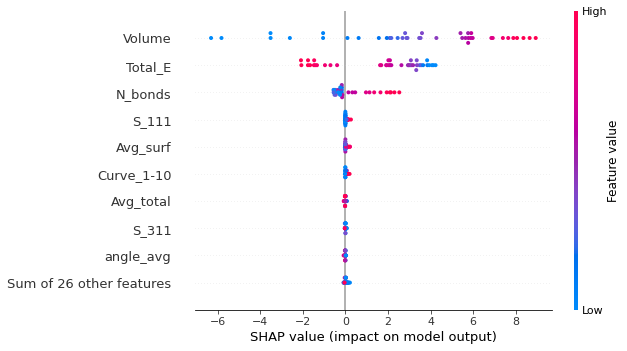 High
Volume
Total_E
N_bonds
S_111
Avg_surf
Curve_1-10
Avg_total
S_311
angle_avg
Sum of 26 other features
Feature value
Low
−6 −4 −2 0 2 4 6 8
SHAP value (impact on model output)